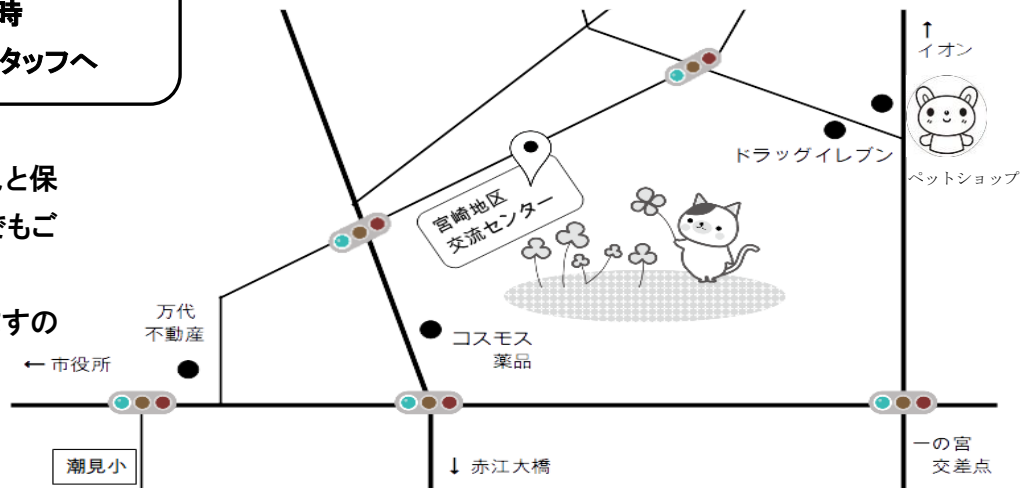 時
タッフへ
と保
でもご
すの
↑
イオン
ドラッグイレブン
ペットショップ
宮崎地区
交流センター
万代
不動産
← 市役所
コスモス
薬品
潮見小
↓ 赤江大橋
一の宮
交差点